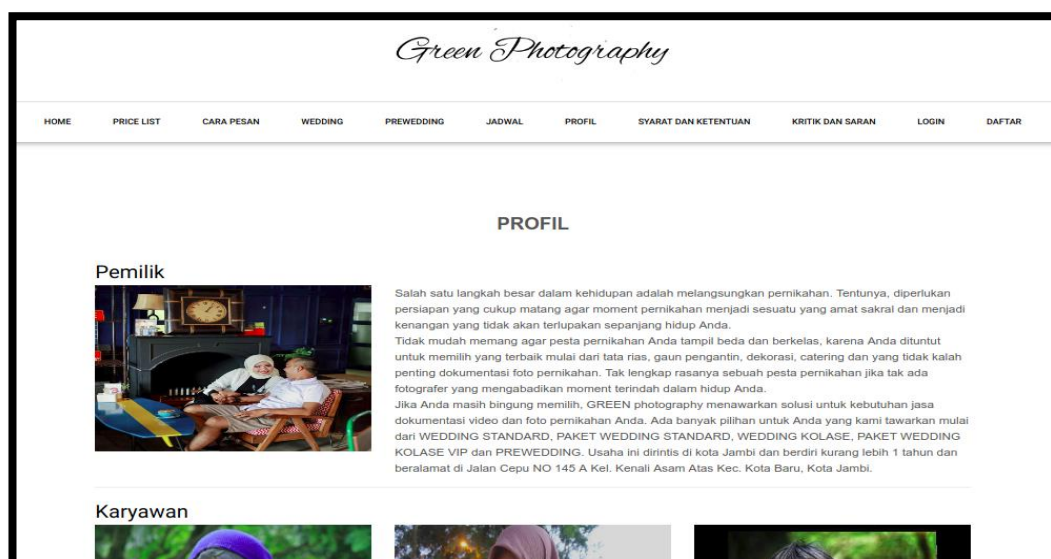 Green Photography
HOME PRICE LIST CARA PESAN WEDDING PREWEDDING JADWAL PROFIL SYARAT DAN KETENTUAN KRITIK DAN SARAN LOGIN DAFTAR
PROFIL
Pemilik
Salah satu langkah besar dalam kehidupan adalah melangsungkan pernikahan. Tentunya, diperlukan
persiapan yang cukup matang agar moment pernikahan menjadi sesuatu yang amat sakral dan menjadi
kenangan yang tidak akan terlupakan sepanjang hidup Anda.
Tidak mudah memang agar pesta pernikahan Anda tampil beda dan berkelas, karena Anda dituntut
untuk memilih yang terbaik mulai dari tata rias, gaun pengantin, dekorasi, catering dan yang tidak kalah
penting dokumentasi foto pernikahan. Tak lengkap rasanya sebuah pesta pernikahan jika tak ada
fotografer yang mengabadikan moment terindah dalam hidup Anda.
Jika Anda masih bingung memilih, GREEN photography menawarkan solusi untuk kebutuhan jasa
dokumentasi video dan foto pernikahan Anda. Ada banyak pilihan untuk Anda yang kami tawarkan mulai
dari WEDDING STANDARD, PAKET WEDDING STANDARD, WEDDING KOLASE, PAKET WEDDING
KOLASE VIP dan PREWEDDING. Usaha ini dirintis di kota Jambi dan berdiri kurang lebih 1 tahun dan
beralamat di Jalan Cepu NO 145 A Kel. Kenali Asam Atas Kec. Kota Baru, Kota Jambi.
Karyawan